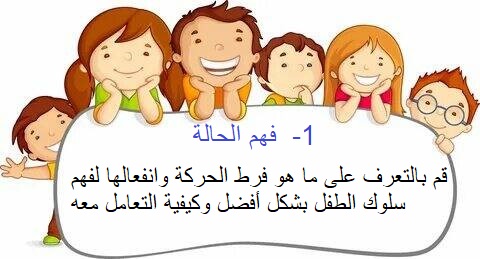 1- فهم الحالة
قم بالتعرف على ما هو فرط الحركة وانفعالها لفهم
سلوك الطفل بشكل أفضل وكيفية التعامل معه